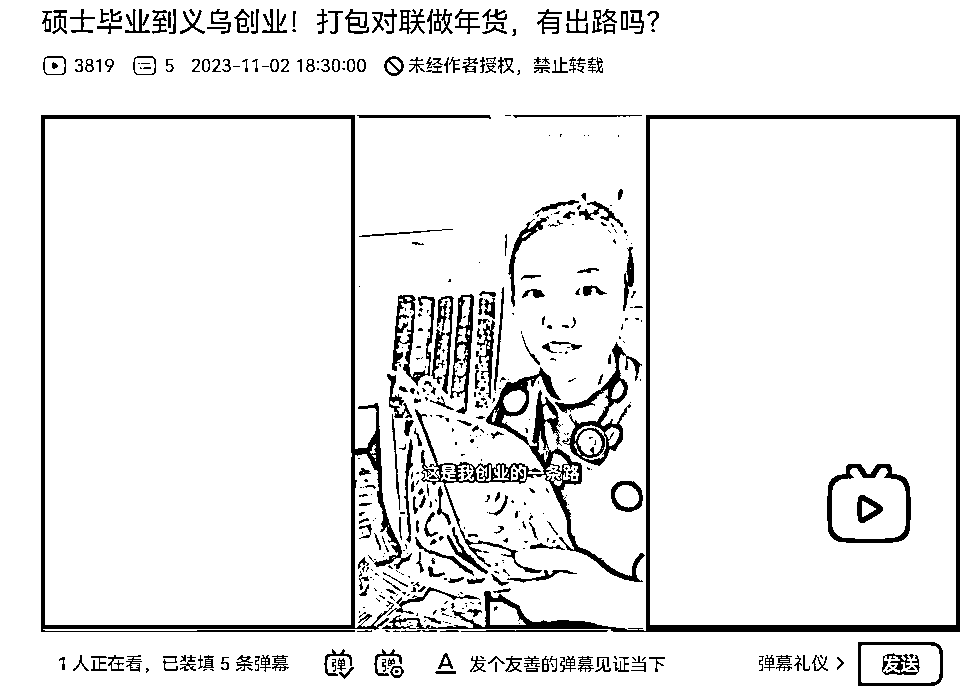 硕士毕业到义乌创业！打包对联做年货，有出路吗？
3819 5 2023-11-02 18:30:00 未经作者授权，禁止转载
这是我创业的一条路
1 人正在看，已装填 5 条弹幕 弹 弹 A 发个友善的弹幕见证当下 弹幕礼仪 > 发送